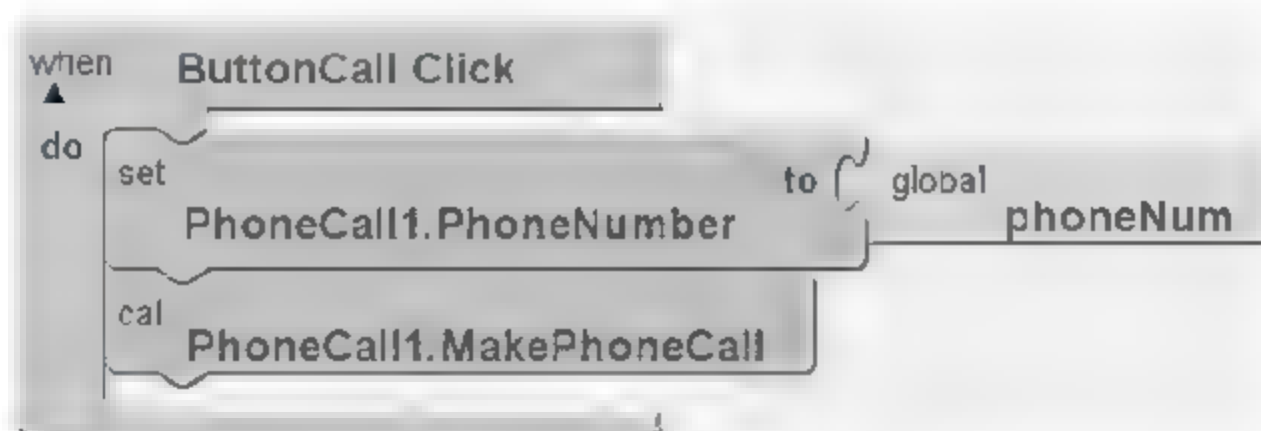 when
ButtonCall Click
do
set
to
global
PhoneCall1.PhoneNumber
phoneNum
cal
PhoneCall1.MakePhoneCall